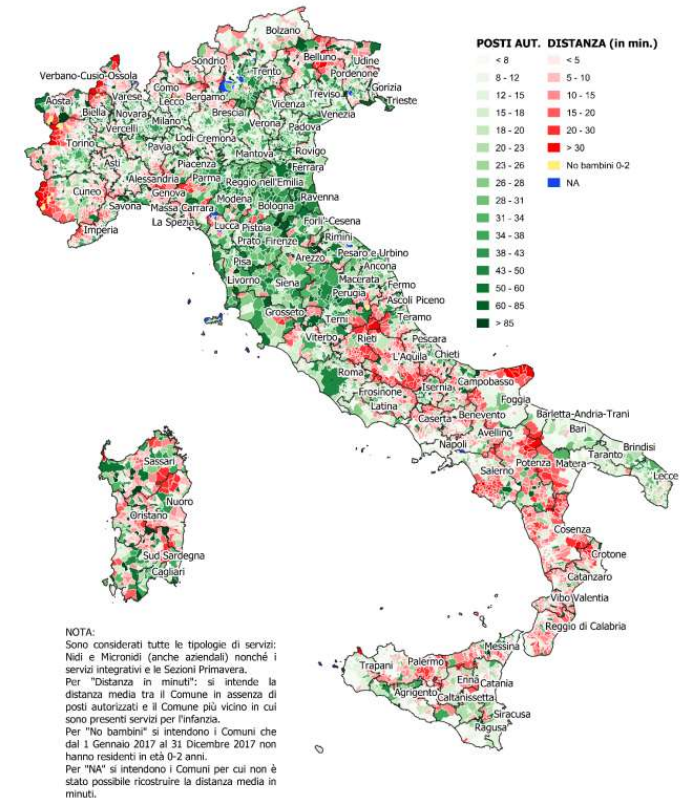 POSTI AUT. DISTANZA (in min.)
< 8
8 - 12
12 - 15
15 - 18
18 - 20
20 - 23
23 - 26
26 - 28
28 - 31
31 - 34
34 - 38
38 - 43
43 - 50
50 - 60
60 - 85
> 85
< 5
5 - 10
10 - 15
15 - 20
20 - 30
> 30
No bambini 0-2
NA
Bolzano
Sondrio
Belluno
Udine
Verbano-Cusio-Ossola
Trento
Pordenone
Como
Gorizia
Aosta
Varese
Lecco
Bergamo
Treviso
Trieste
Biella
Novara
Milano
Brescia
Vicenza
Venezia
Vercelli
Verona
Padova
Torino
Pavia
Lodi
Cremona
Mantova
Rovigo
Asti
Piacenza
Ferrara
Alessandria
Parma
Reggio nell'Emilia
Cuneo
Genova
Modena
Ravenna
Savona
Massa Carrara
Bologna
Imperia
La Spezia
Lucca
Pistoia
Forli'-Cesena
Rimini
Prato
Firenze
Pesaro e Urbino
Pisa
Arezzo
Ancona
Livorno
Siena
Macerata
Fermo
Perugia
Ascoli Piceno
Grosseto
Terni
Teramo
Viterbo
Rieti
Pescara
L'Aquila
Chieti
Roma
Isernia
Campobasso
Frosinone
Foggia
Latina
Caserta
Benevento
Barletta-Andria-Trani
Avellino
Bari
Napoli
Brindisi
Salerno
Potenza
Matera
Taranto
Lecce
Sassari
Nuoro
Oristano
Sud Sardegna
Cagliari
Cosenza
Crotone
Catanzaro
Vibo Valentia
Reggio di Calabria
Messina
Trapani
Palermo
Enna
Catania
Agrigento
Caltanissetta
Siracusa
Ragusa
NOTA:
Sono considerati tutte le tipologie di servizi:
Nidi e Micronidi (anche aziendali) nonché i
servizi integrativi e le Sezioni Primavera.
Per "Distanza in minuti": si intende la
distanza media tra il Comune in assenza di
posti autorizzati e il Comune più vicino in cui
sono presenti servizi per l'infanzia.
Per "No bambini" si intendono i Comuni che
dal 1 Gennaio 2017 al 31 Dicembre 2017 non
hanno residenti in età 0-2 anni.
Per "NA" si intendono i Comuni per cui non è
stato possibile ricostruire la distanza media in
minuti.